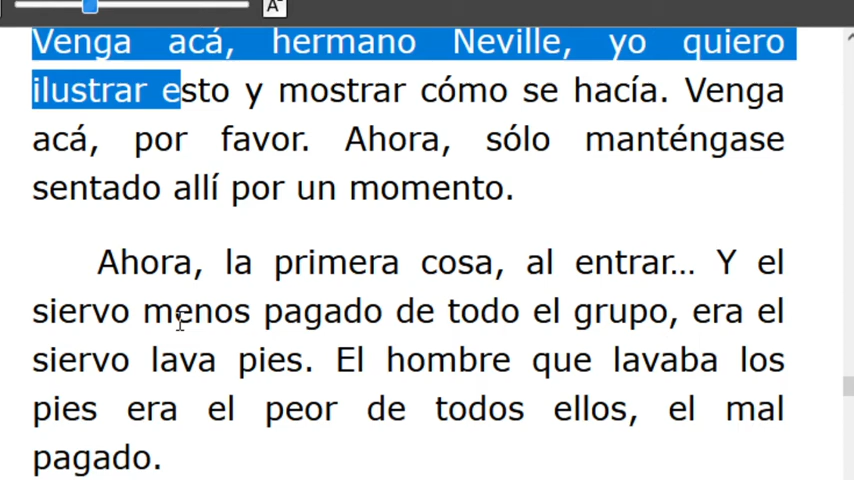 A
Venga acá, hermano Neville, yo quiero
ilustrar esto y mostrar cómo se hacía. Venga
acá, por favor. Ahora, sólo manténgase
sentado allí por un momento.
Ahora, la primera cosa, al entrar… Y el
siervo menos pagado de todo el grupo, era el
siervo lava pies. El hombre que lavaba los
pies era el peor de todos ellos, el mal
pagado.